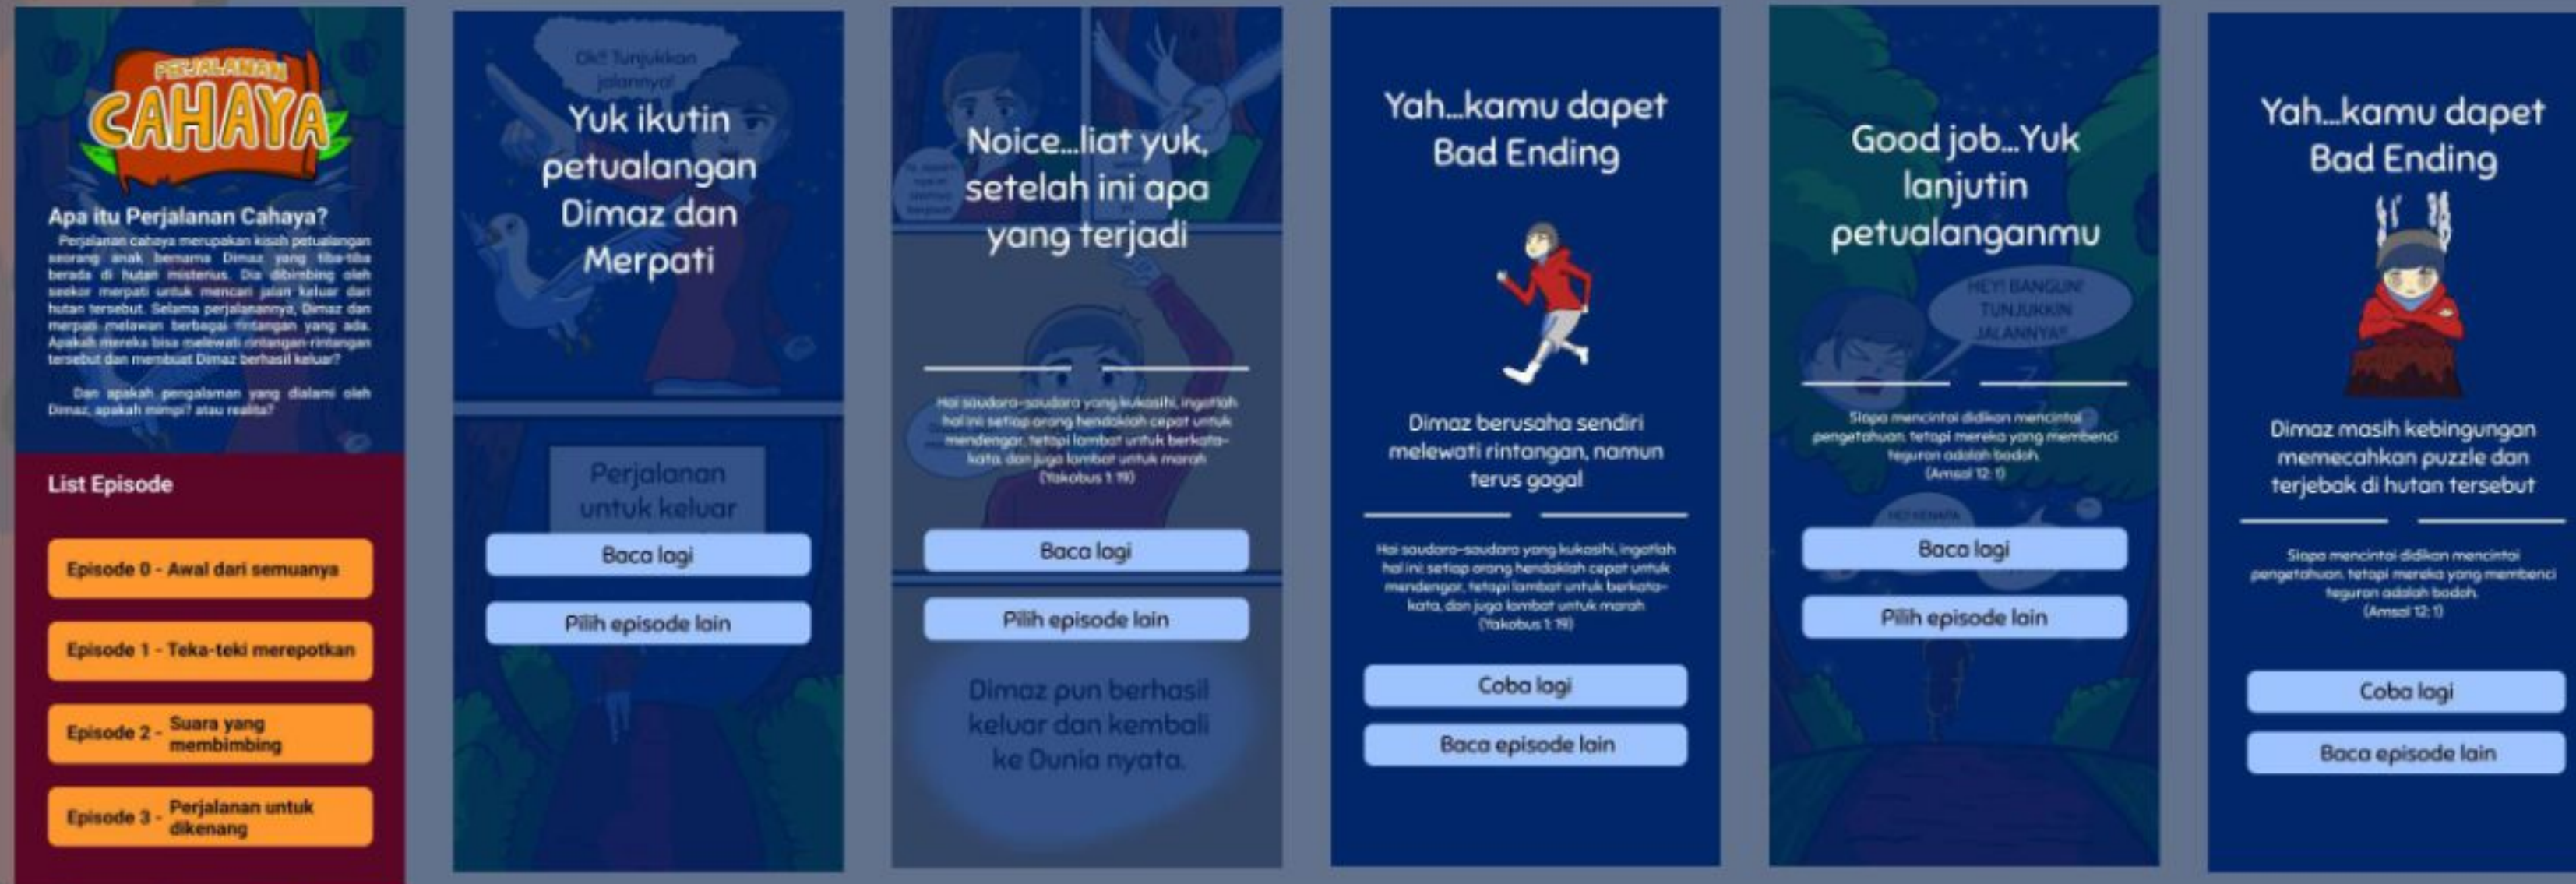 PERJALANAN
CAHAYA
Apa itu Perjalanan Cahaya?
Perjalanan cahaya merupakan kisah petualangan
seorang anak bernama Dimaz yang tiba-tiba
berada di hutan misterius. Dia dibimbing oleh
seekor merpati untuk mencari jalan keluar dari
hutan tersebut. Selama perjalanannya, Dimaz dan
merpati melawan berbagai rintangan yang ada.
Apakah mereka bisa melewati rintangan-rintangan
tersebut dan membuat Dimaz berhasil keluar?
Dan apakah pengalaman yang dialami oleh
Dimaz, apakah mimpi? atau realita?
List Episode
Episode 0 - Awal dari semuanya
Episode 1 - Teka-teki merepotkan
Episode 2 - Suara yang
membimbing
Episode 3 - Perjalanan untuk
dikenang
Ok!! Tunjukkan
jalannya!
Yuk ikutin
petualangan
Dimaz dan
Merpati
Perjalanan
untuk keluar
Baca lagi
Pilih episode lain
Noice...liat yuk,
setelah ini apa
yang terjadi
Hai saudara-saudara yang kukasihi, ingatlah
hal ini: setiap orang hendaklah cepat untuk
mendengar, tetapi lambat untuk berkata-
kata, dan juga lambat untuk marah
(Yakobus 1: 19)
Baca lagi
Pilih episode lain
Dimaz pun berhasil
keluar dan kembali
ke Dunia nyata.
Yah...kamu dapet
Bad Ending
Dimaz berusaha sendiri
melewati rintangan, namun
terus gagal
Hai saudara-saudara yang kukasihi, ingatlah
hal ini: setiap orang hendaklah cepat untuk
mendengar, tetapi lambat untuk berkata-
kata, dan juga lambat untuk marah
(Yakobus 1: 19)
Coba lagi
Baca episode lain
Good job...Yuk
lanjutin
petualanganmu
HEY! BANGUN!
TUNJUKKIN
JALANNYA!!
Siapa mencintai didikan mencintai
pengetahuan, tetapi mereka yang membenci
teguran adalah bodoh.
(Amsal 12: 1)
Baca lagi
Pilih episode lain
Yah...kamu dapet
Bad Ending
Dimaz masih kebingungan
memecahkan puzzle dan
terjebak di hutan tersebut
Siapa mencintai didikan mencintai
pengetahuan, tetapi mereka yang membenci
teguran adalah bodoh.
(Amsal 12: 1)
Coba lagi
Baca episode lain